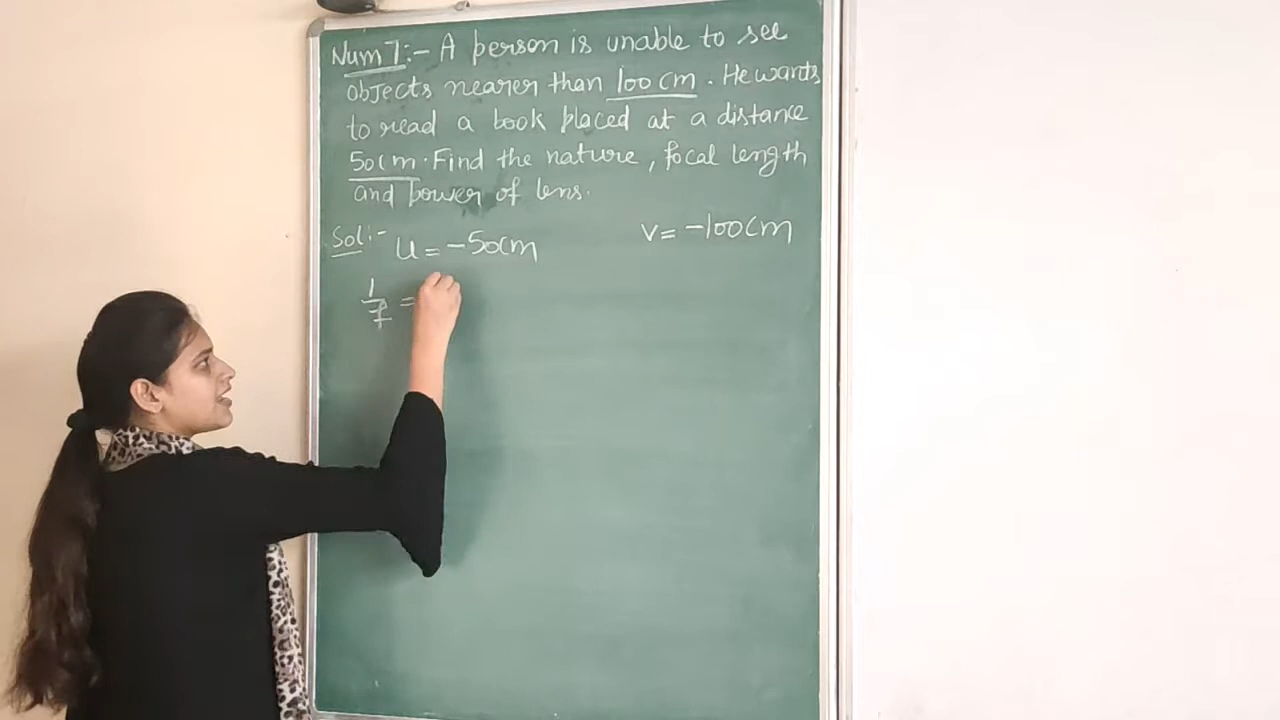 Num 7:- A person is unable to see
objects nearer than 100 cm. He wants
to read a book placed at a distance
50cm. Find the nature, focal length
and power of lens.
Sol:- u = -50cm v = -100cm
1/f =